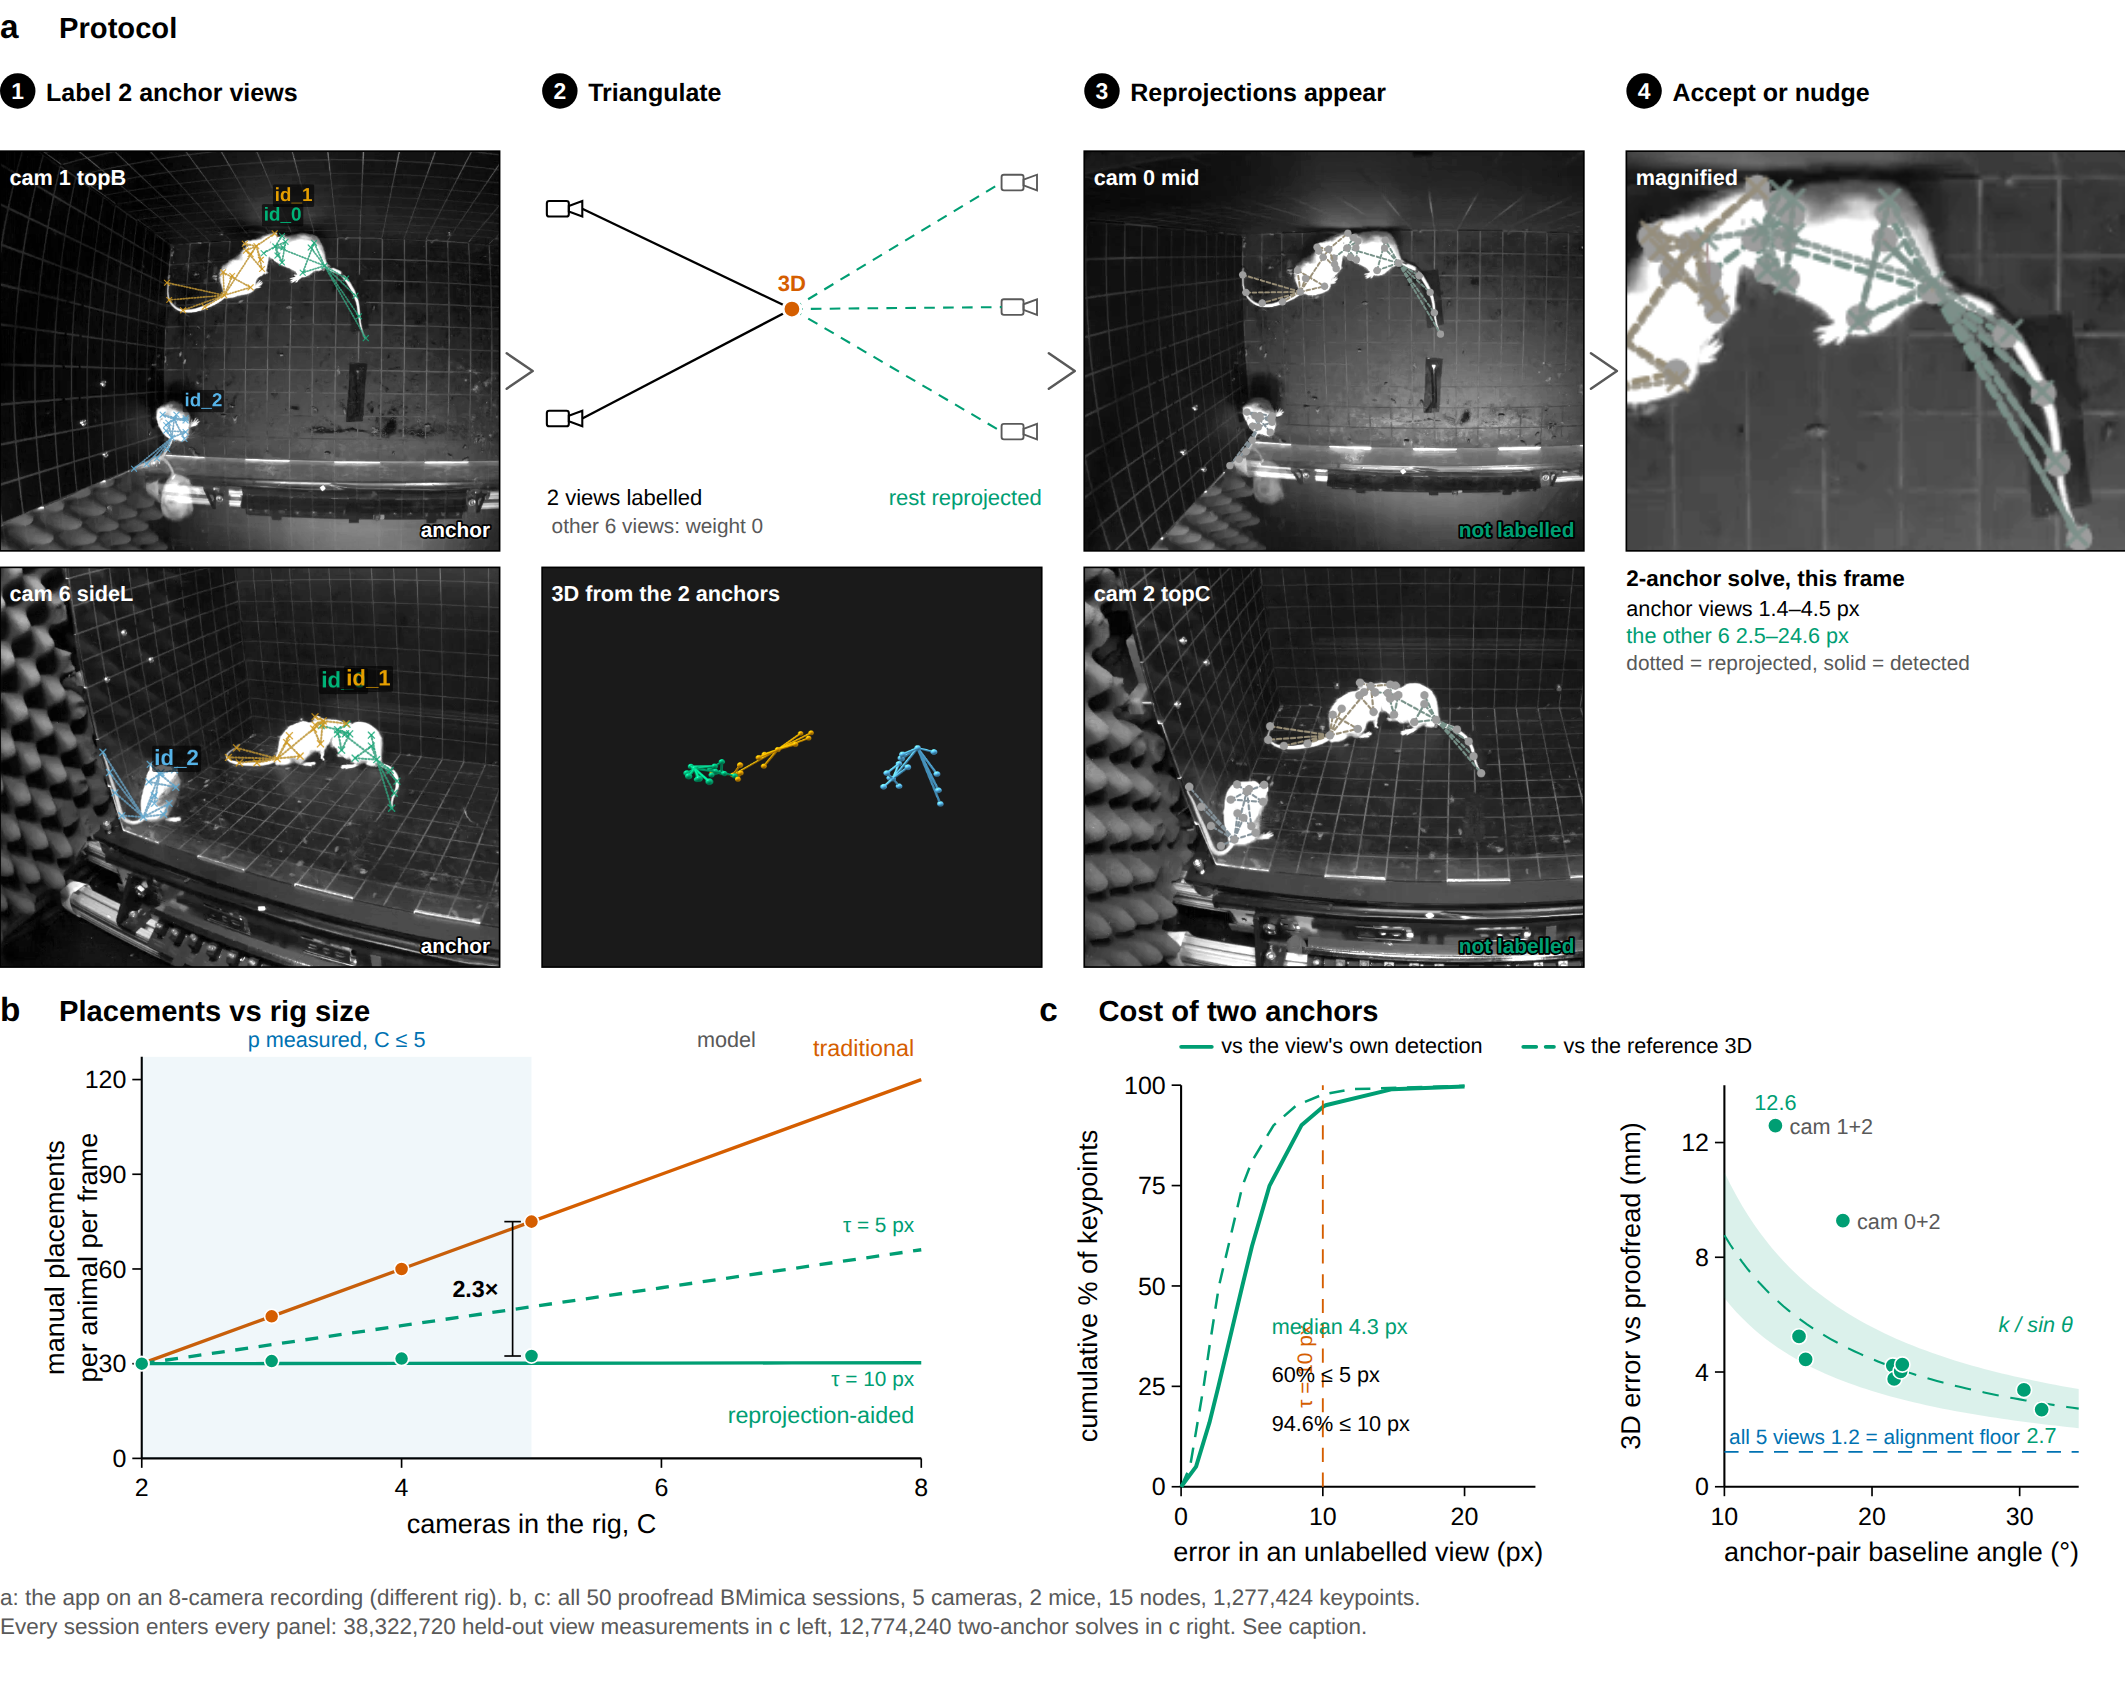 a Protocol
1 Label 2 anchor views
2 Triangulate
3 Reprojections appear
4 Accept or nudge
cam 1 topB
id_1
id_0
id_2
anchor
cam 6 sideL
id_1
id_2
anchor
3D
2 views labelled
rest reprojected
other 6 views: weight 0
3D from the 2 anchors
cam 0 mid
not labelled
cam 2 topC
not labelled
magnified
2-anchor solve, this frame
anchor views 1.4–4.5 px
the other 6 2.5–24.6 px
dotted = reprojected, solid = detected
b Placements vs rig size
p measured, C ≤ 5
model
traditional
120
90
60
30
0
manual placements
per animal per frame
2.3×
τ = 5 px
τ = 10 px
reprojection-aided
2 4 6 8
cameras in the rig, C
c Cost of two anchors
vs the view's own detection
vs the reference 3D
100
75
50
25
0
cumulative % of keypoints
median 4.3 px
60% ≤ 5 px
94.6% ≤ 10 px
τ = 10 px
0 10 20
error in an unlabelled view (px)
12
8
4
0
3D error vs proofread (mm)
12.6
cam 1+2
cam 0+2
k / sin θ
all 5 views 1.2 = alignment floor
2.7
10 20 30
anchor-pair baseline angle (°)
a: the app on an 8-camera recording (different rig). b, c: all 50 proofread BMimica sessions, 5 cameras, 2 mice, 15 nodes, 1,277,424 keypoints.
Every session enters every panel: 38,322,720 held-out view measurements in c left, 12,774,240 two-anchor solves in c right. See caption.